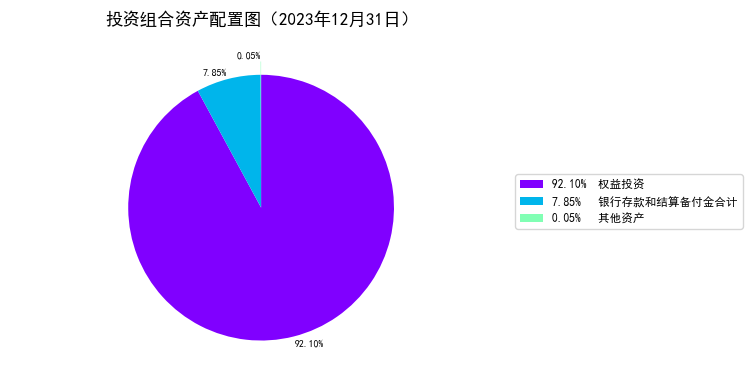 投资组合资产配置图（2023年12月31日）
0.05%
7.85%
92.10% 权益投资
7.85% 银行存款和结算备付金合计
0.05% 其他资产
92.10%